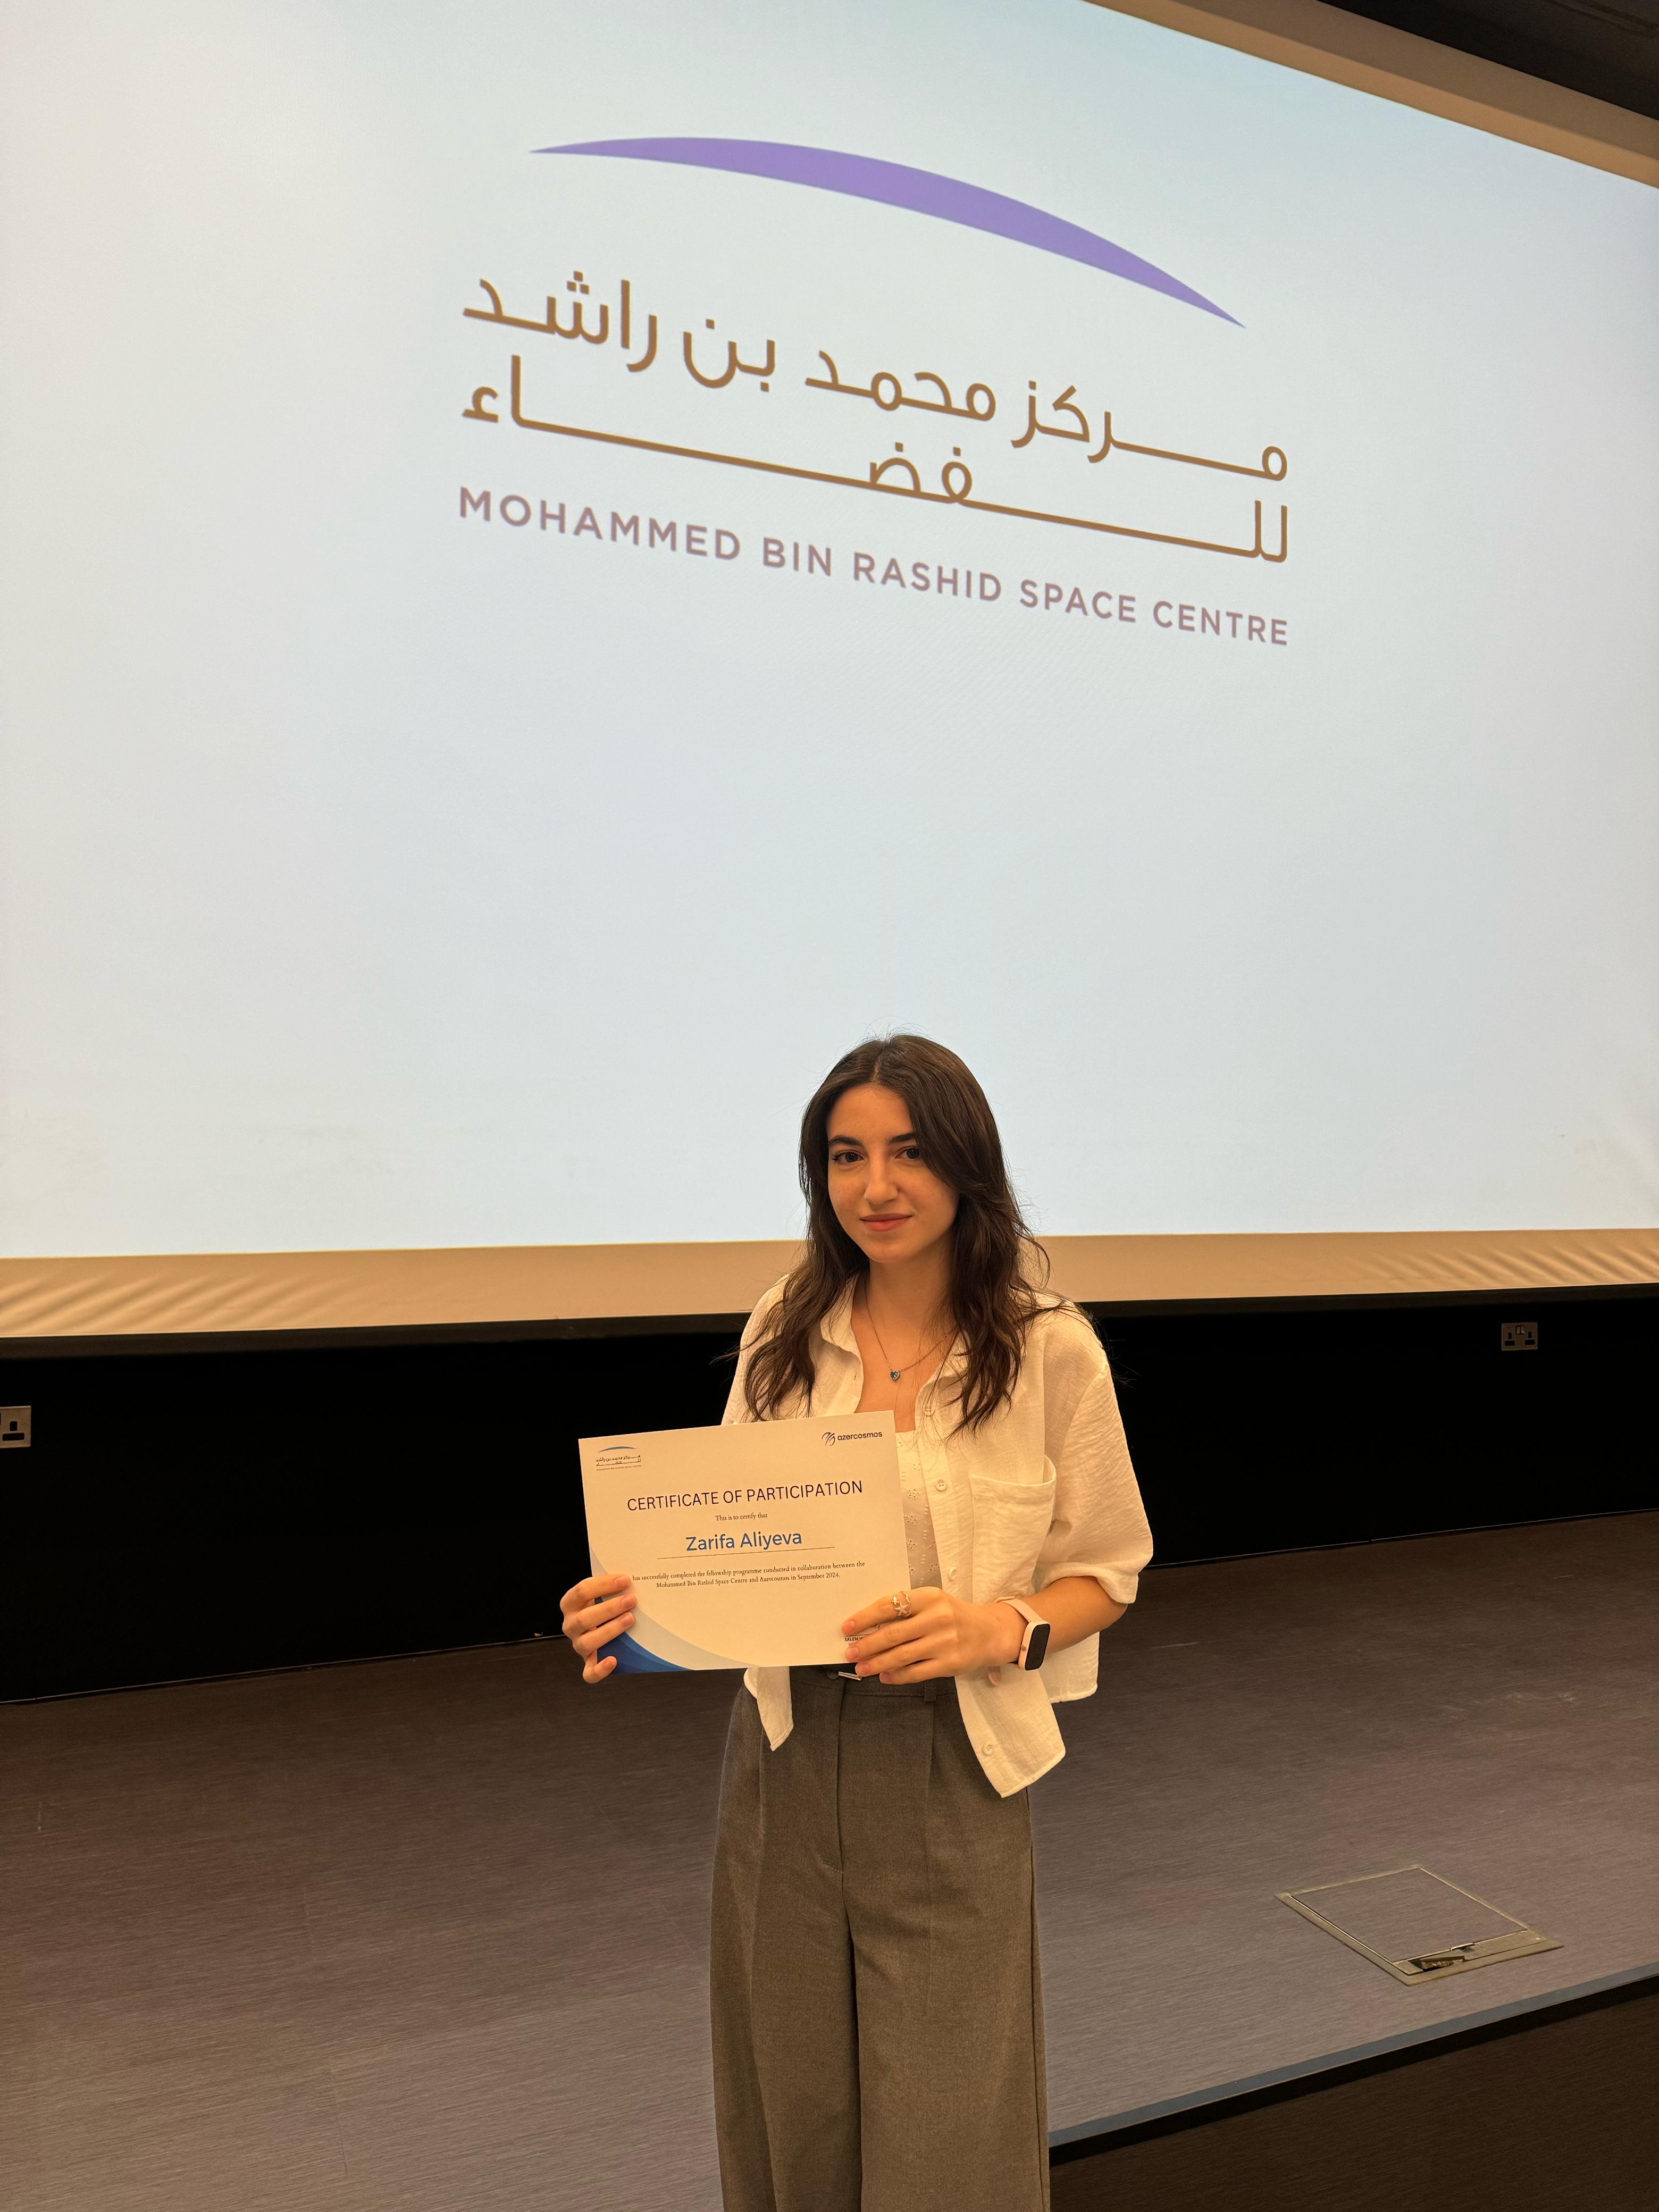 مركز محمد بن راشد
للفضاء
MOHAMMED BIN RASHID SPACE CENTRE
azercosmos
CERTIFICATE OF PARTICIPATION
This is to certify that
Zarifa Aliyeva
has successfully completed the fellowship programme conducted in collaboration between the
Mohammed Bin Rashid Space Centre and Azercosmos in September 2024.